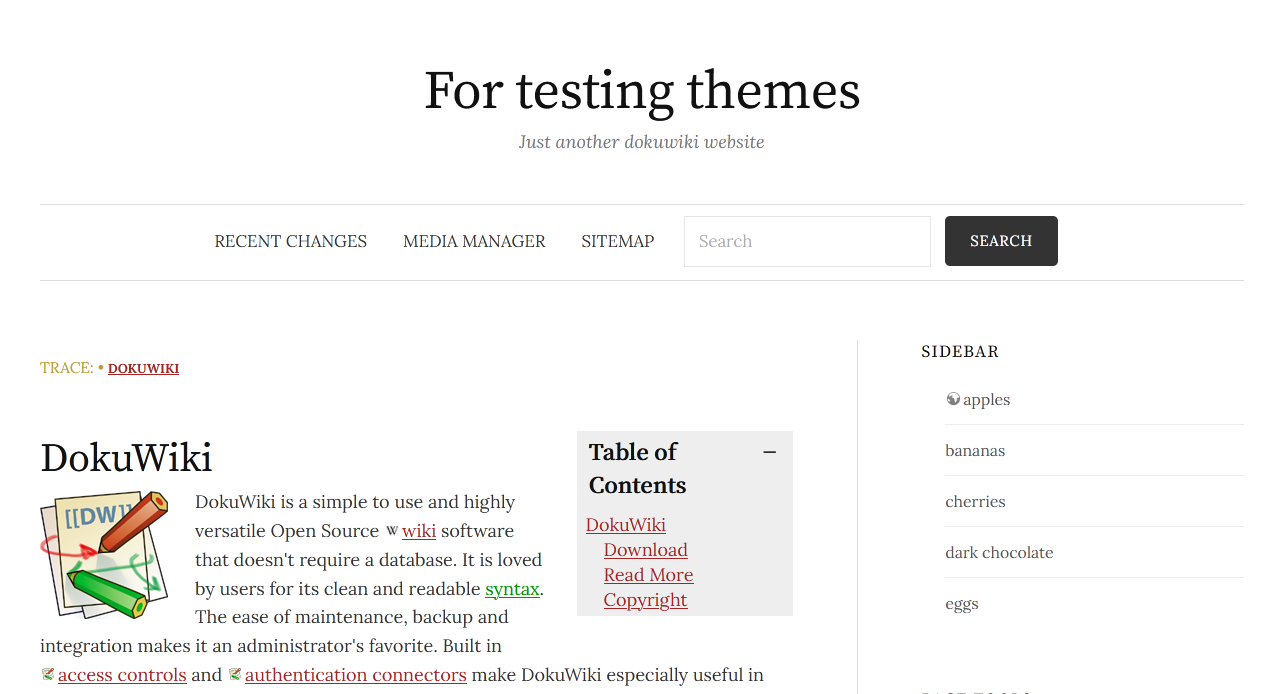 For testing themes
Just another dokuwiki website
RECENT CHANGES MEDIA MANAGER SITEMAP Search SEARCH
TRACE: • DOKUWIKI
DokuWiki
[[DW]]
DokuWiki is a simple to use and highly
versatile Open Source W wiki software
that doesn't require a database. It is loved
by users for its clean and readable syntax.
The ease of maintenance, backup and
integration makes it an administrator's favorite. Built in
access controls and authentication connectors make DokuWiki especially useful in
Table of
Contents
DokuWiki
Download
Read More
Copyright
SIDEBAR
apples
bananas
cherries
dark chocolate
eggs